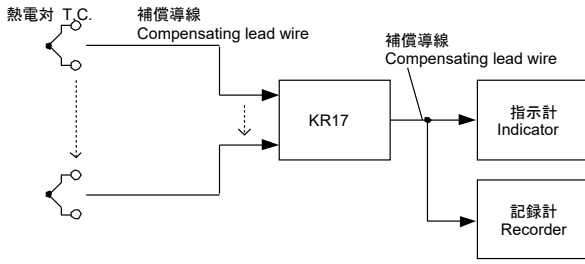 熱電対 T.C.
補償導線
Compensating lead wire
補償導線
Compensating lead wire
KR17
指示計
Indicator
記録計
Recorder